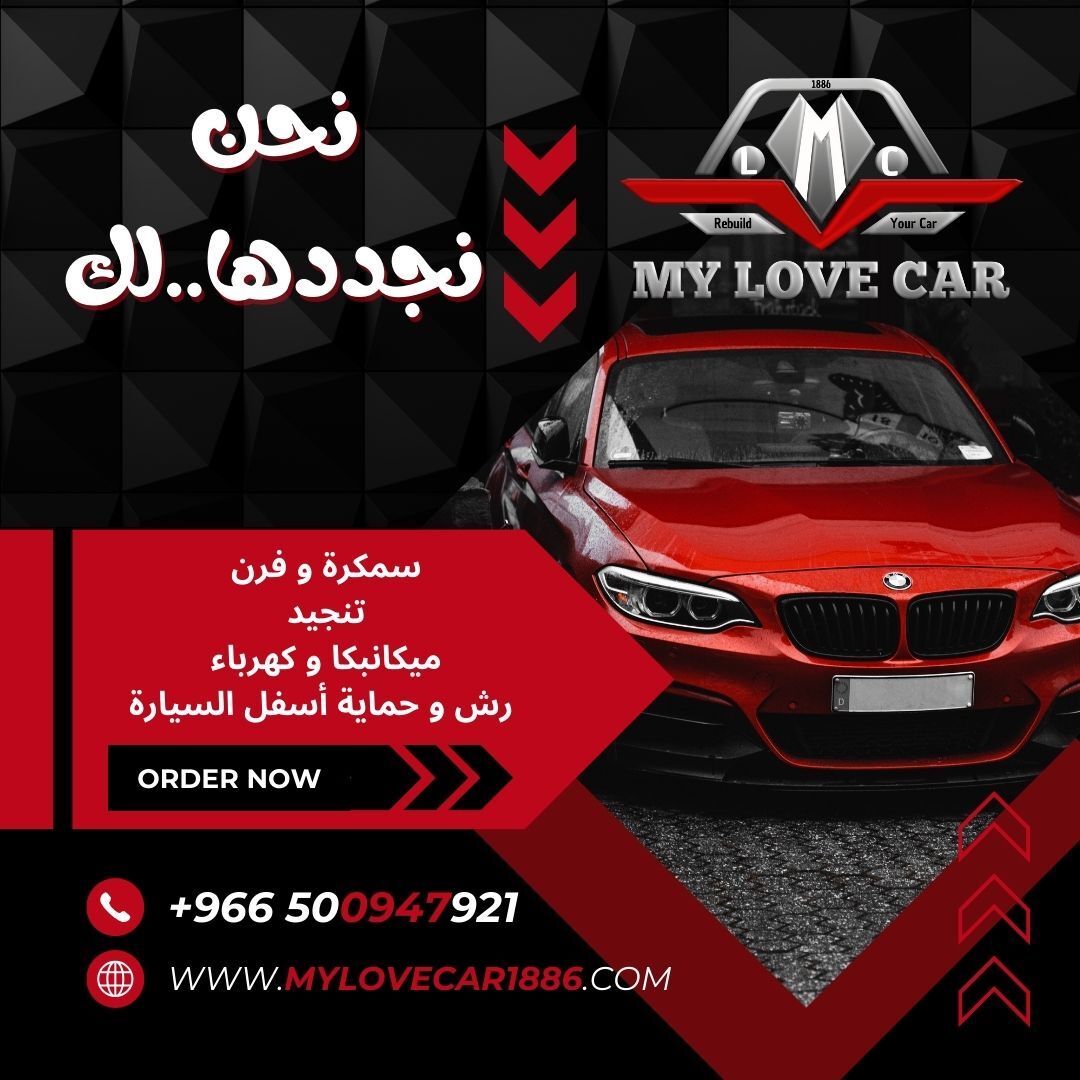 نحن
نجددها..لك
1886
L M C
Rebuild
Your Car
MY LOVE CAR
سمكرة و فرن
تنجيد
ميكانبكا و كهرباء
رش و حماية أسفل السيارة
ORDER NOW
+966 500947921
WWW.MYLOVECAR1886.COM
D